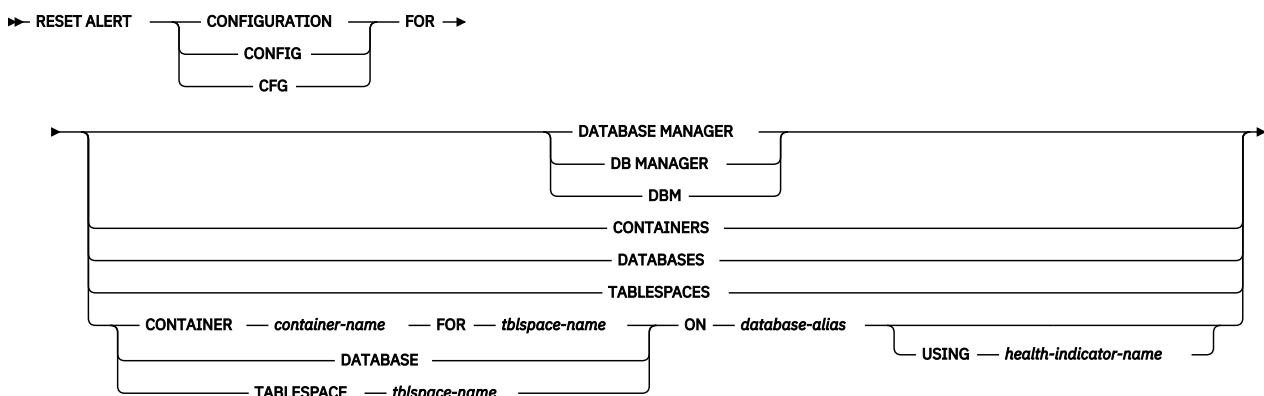 RESET ALERT CONFIGURATION FOR
CONFIG
CFG
DATABASE MANAGER
DB MANAGER
DBM
CONTAINERS
DATABASES
TABLESPACES
CONTAINER container-name FOR tblspace-name ON database-alias
USING health-indicator-name
DATABASE
TABLESPACE tblspace-name